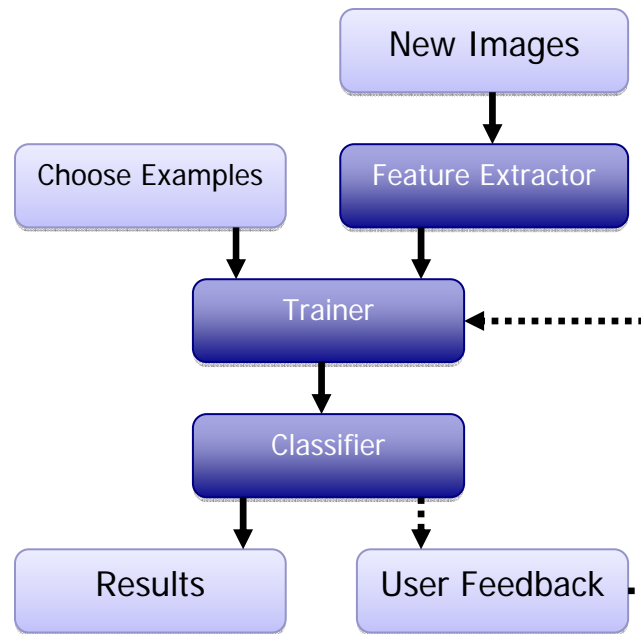 New Images
Choose Examples
Feature Extractor
Trainer
Classifier
Results
User Feedback